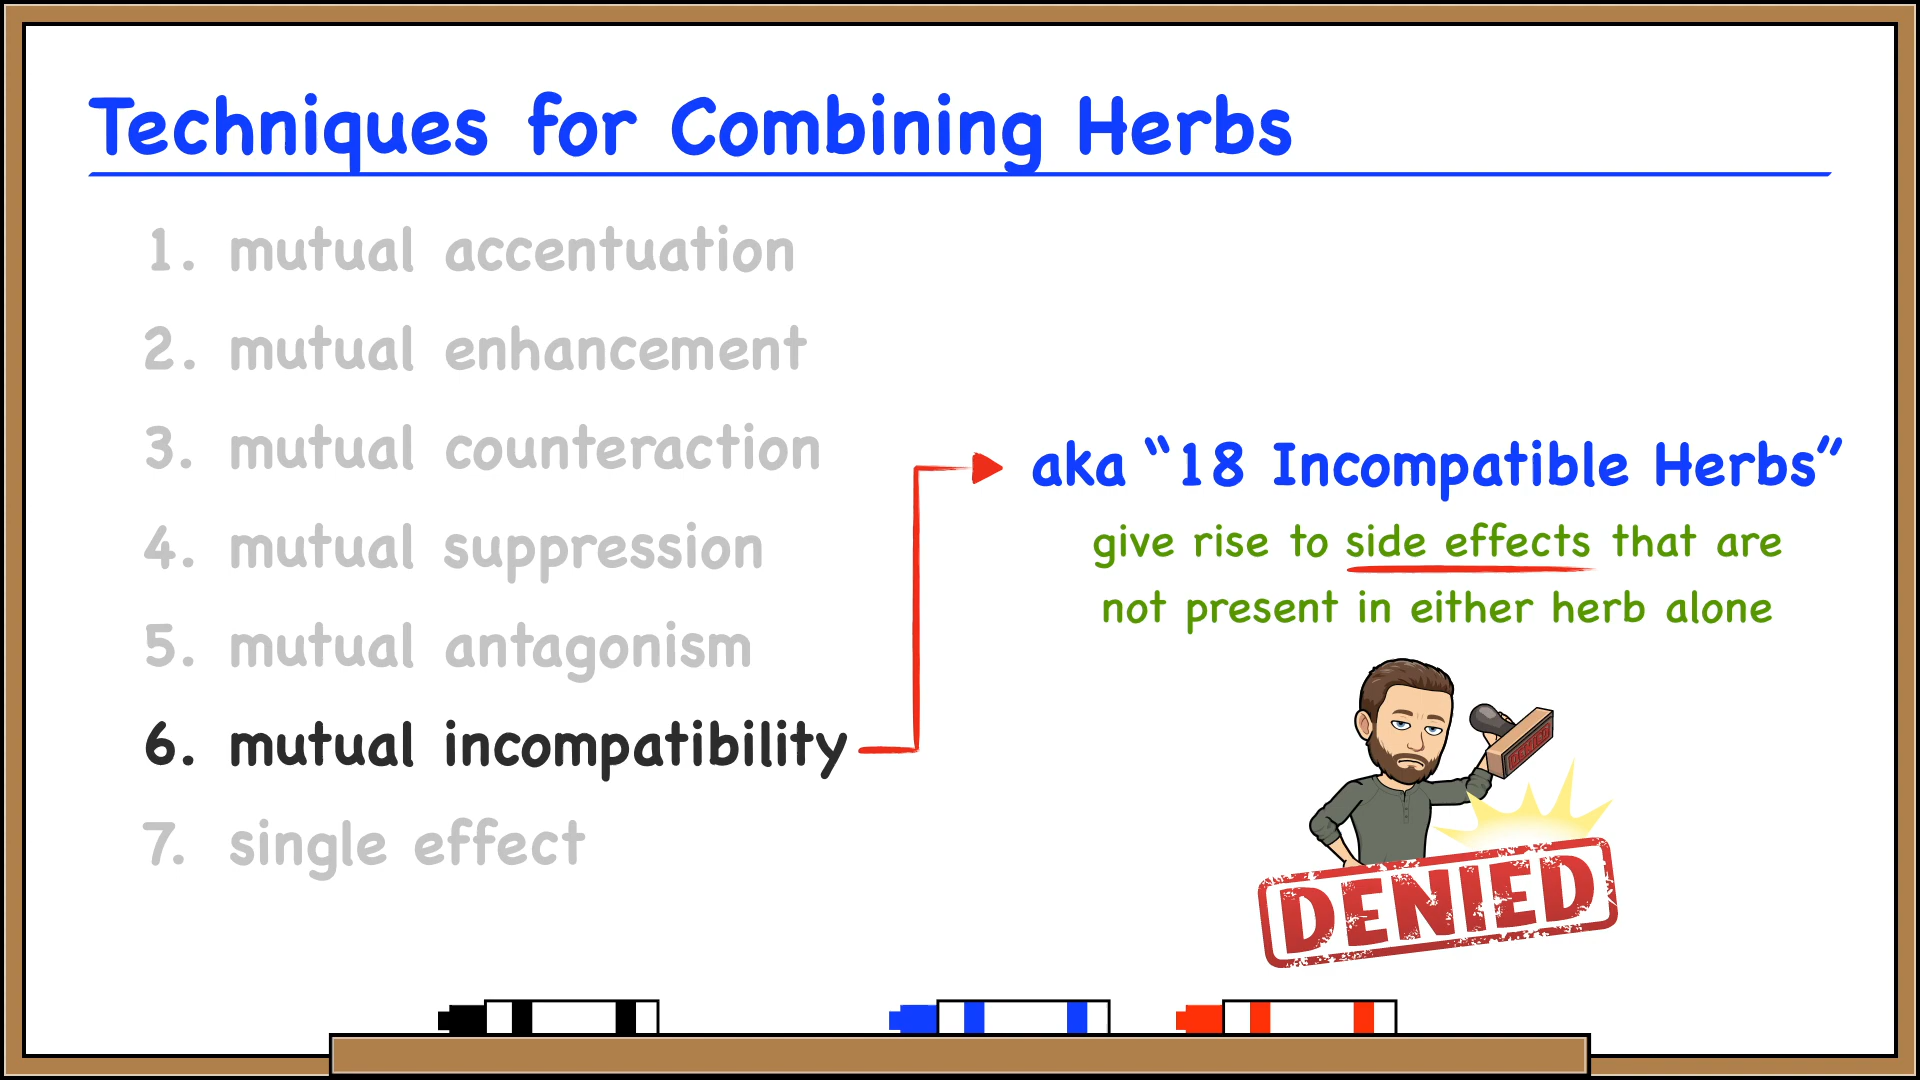 Techniques for Combining Herbs
1. mutual accentuation
2. mutual enhancement
3. mutual counteraction
4. mutual suppression
5. mutual antagonism
6. mutual incompatibility
7. single effect
aka “18 Incompatible Herbs”
give rise to side effects that are
not present in either herb alone
DENIED